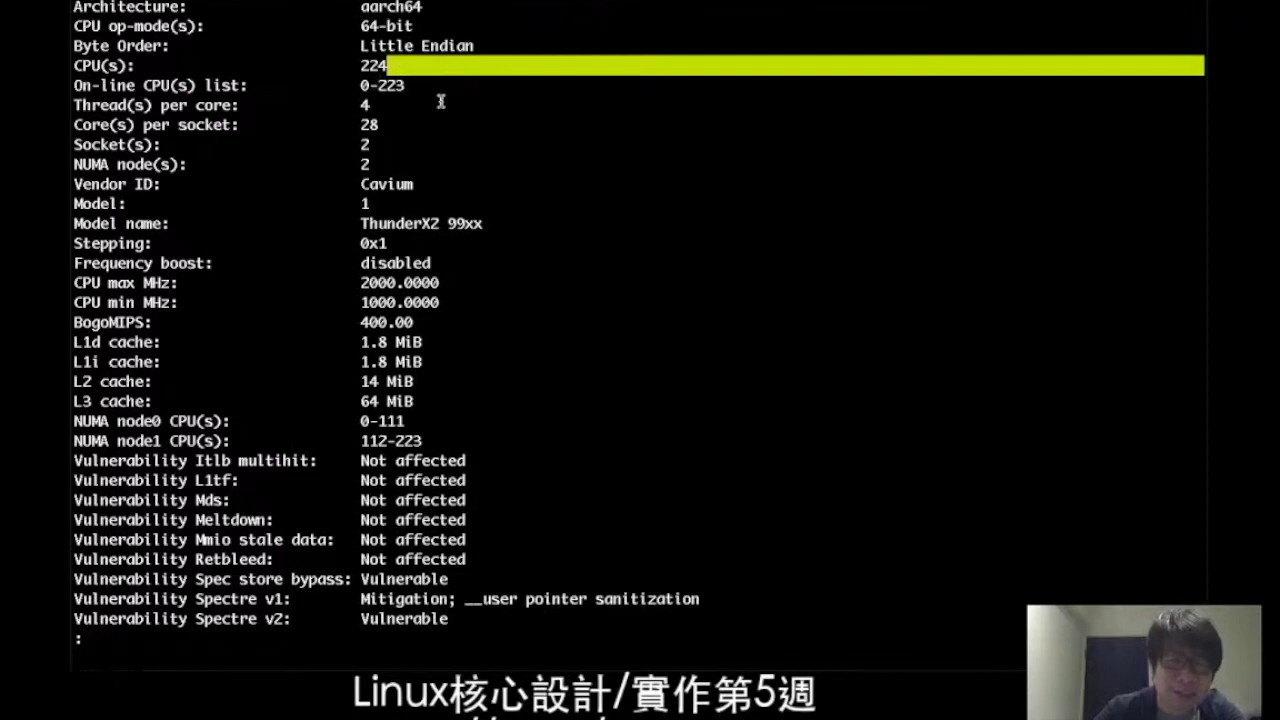 Architecture: aarch64
CPU op-mode(s): 64-bit
Byte Order: Little Endian
CPU(s): 224
On-line CPU(s) list: 0-223
Thread(s) per core: 4
Core(s) per socket: 28
Socket(s): 2
NUMA node(s): 2
Vendor ID: Cavium
Model: 1
Model name: ThunderX2 99xx
Stepping: 0x1
Frequency boost: disabled
CPU max MHz: 2000.0000
CPU min MHz: 1000.0000
BogoMIPS: 400.00
L1d cache: 1.8 MiB
L1i cache: 1.8 MiB
L2 cache: 14 MiB
L3 cache: 64 MiB
NUMA node0 CPU(s): 0-111
NUMA node1 CPU(s): 112-223
Vulnerability Itlb multihit: Not affected
Vulnerability L1tf: Not affected
Vulnerability Mds: Not affected
Vulnerability Meltdown: Not affected
Vulnerability Mmio stale data: Not affected
Vulnerability Retbleed: Not affected
Vulnerability Spec store bypass: Vulnerable
Vulnerability Spectre v1: Mitigation; __user pointer sanitization
Vulnerability Spectre v2: Vulnerable
:
Linux核心設計/實作第5週